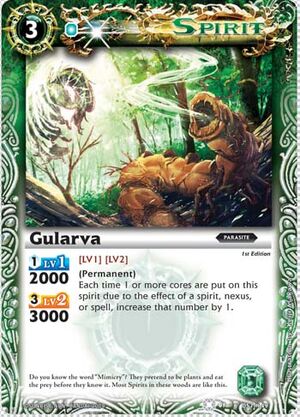 3
SPIRIT
Gularva
PARASITE
1st Edition
1 LV1
2000
3 LV2
3000
[LV1] [LV2]
(Permanent)
Each time 1 or more cores are put on this
spirit due to the effect of a spirit, nexus,
or spell, increase that number by 1.
Do you know the word "Mimicry"? They pretend to be plants and eat
the prey before they know it. Most Spirits in these woods are like this.